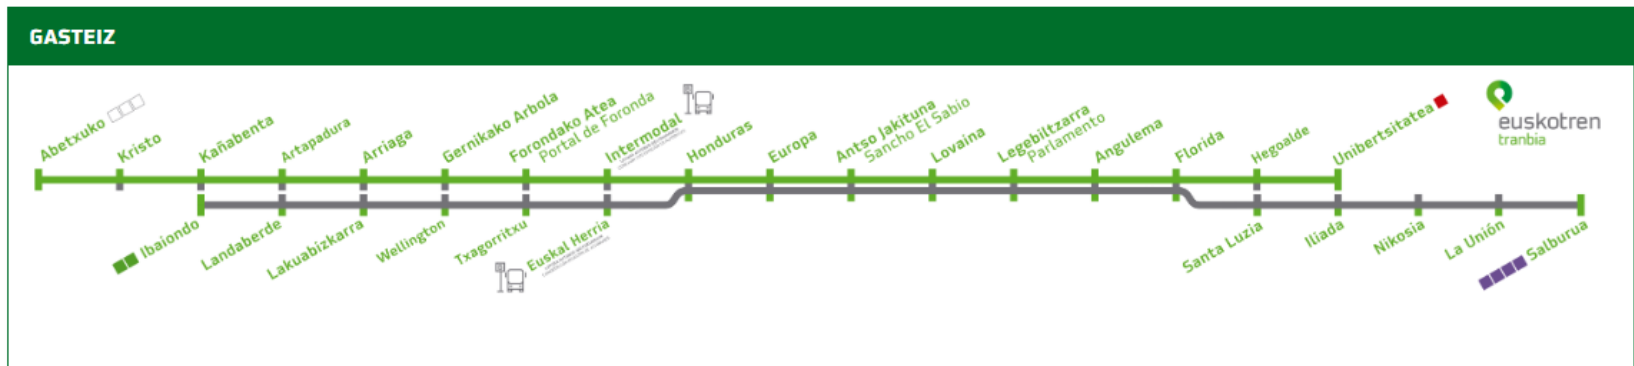 GASTEIZ
Abetxuko
Kristo
Kañabenta
Artapadura
Arriaga
Gernikako Arbola
Forondako Atea
Portal de Foronda
Intermodal
Honduras
Europa
Antso Jakituna
Sancho El Sabio
Lovaina
Legebiltzarra
Parlamento
Angulema
Florida
Hegoalde
Unibertsitatea
euskotren
tranbia
Ibaiondo
Landaberde
Lakuabizkarra
Wellington
Txagorritxu
Euskal Herria
Santa Luzia
Iliada
Nikosia
La Unión
Salburua